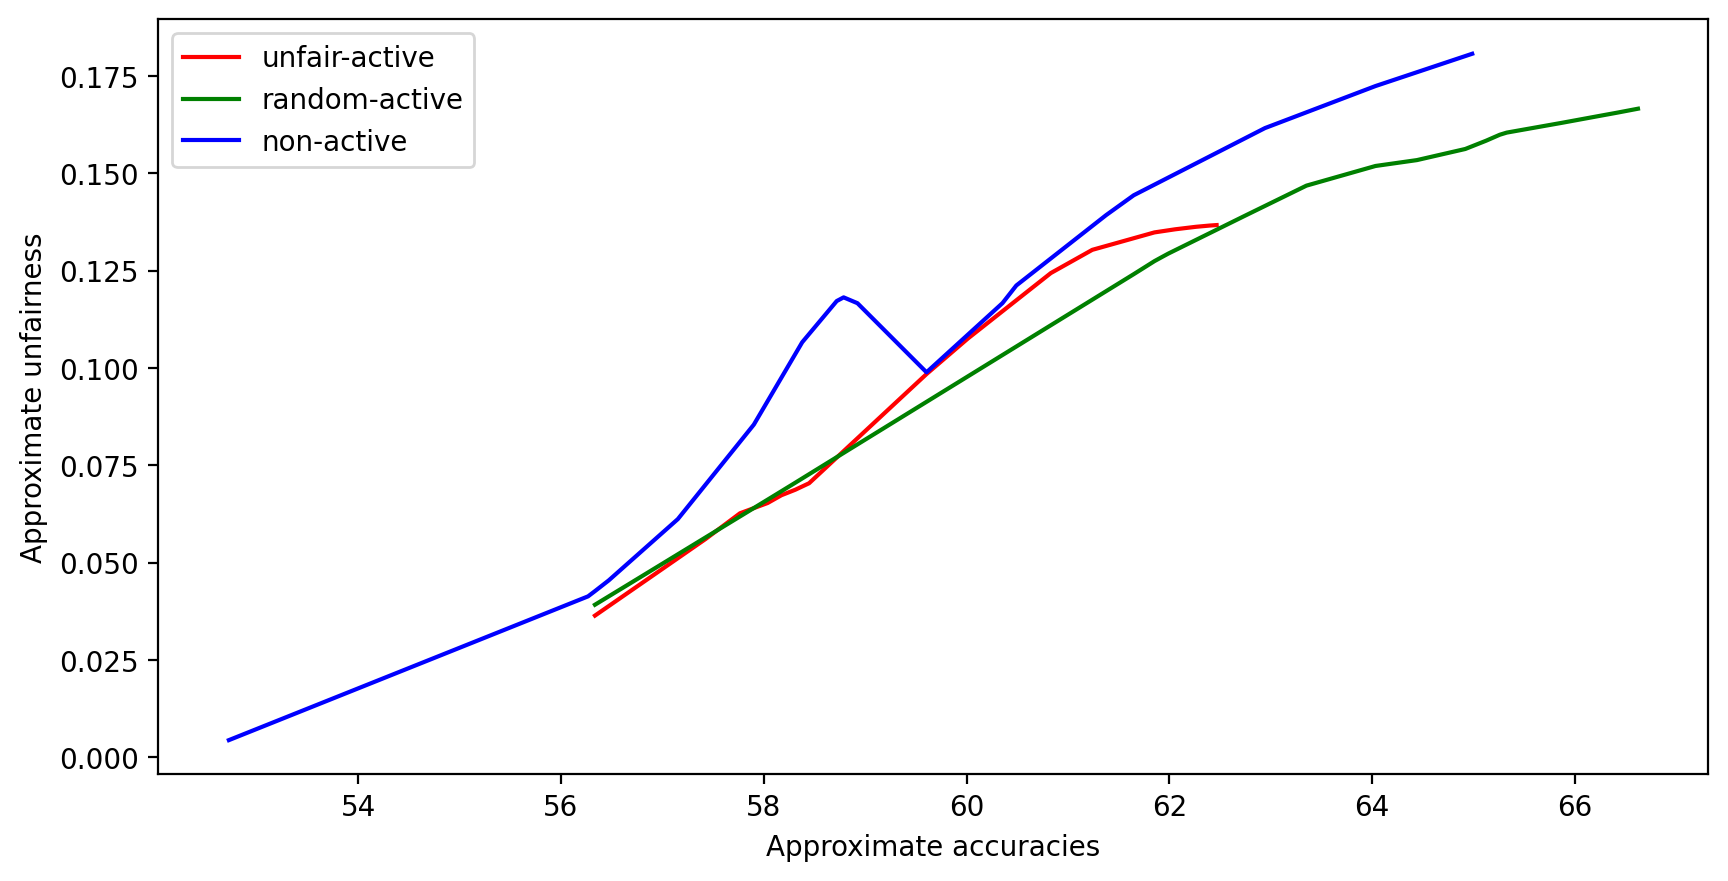 unfair-active
random-active
non-active
Approximate unfairness
0.175
0.150
0.125
0.100
0.075
0.050
0.025
0.000
54 56 58 60 62 64 66
Approximate accuracies